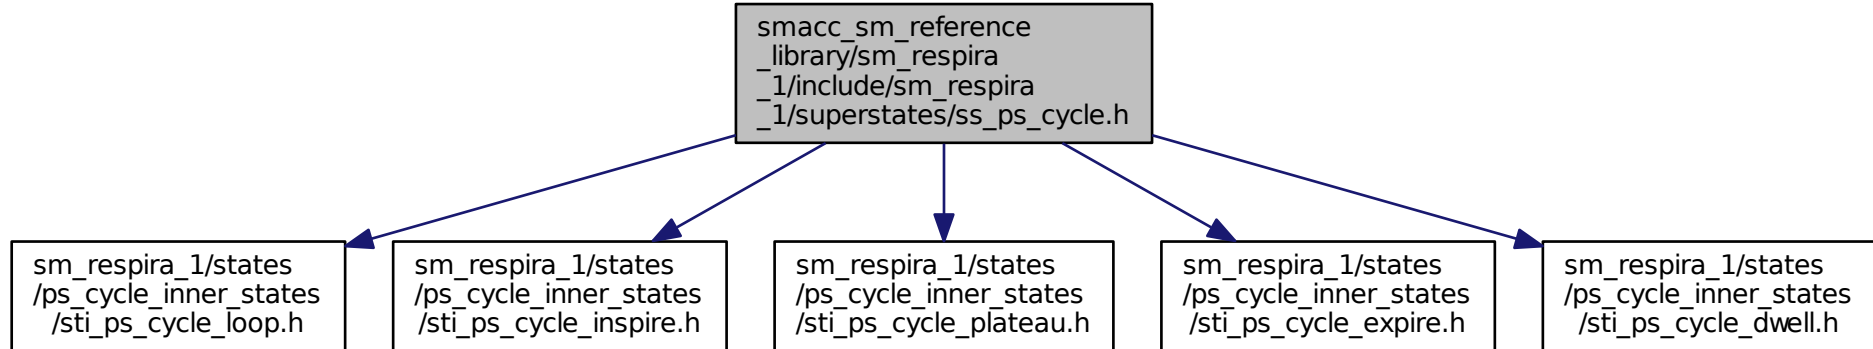 smacc_sm_reference
_library/sm_respira
_1/include/sm_respira
_1/superstates/ss_ps_cycle.h
sm_respira_1/states
/ps_cycle_inner_states
/sti_ps_cycle_loop.h
sm_respira_1/states
/ps_cycle_inner_states
/sti_ps_cycle_inspire.h
sm_respira_1/states
/ps_cycle_inner_states
/sti_ps_cycle_plateau.h
sm_respira_1/states
/ps_cycle_inner_states
/sti_ps_cycle_expire.h
sm_respira_1/states
/ps_cycle_inner_states
/sti_ps_cycle_dwell.h